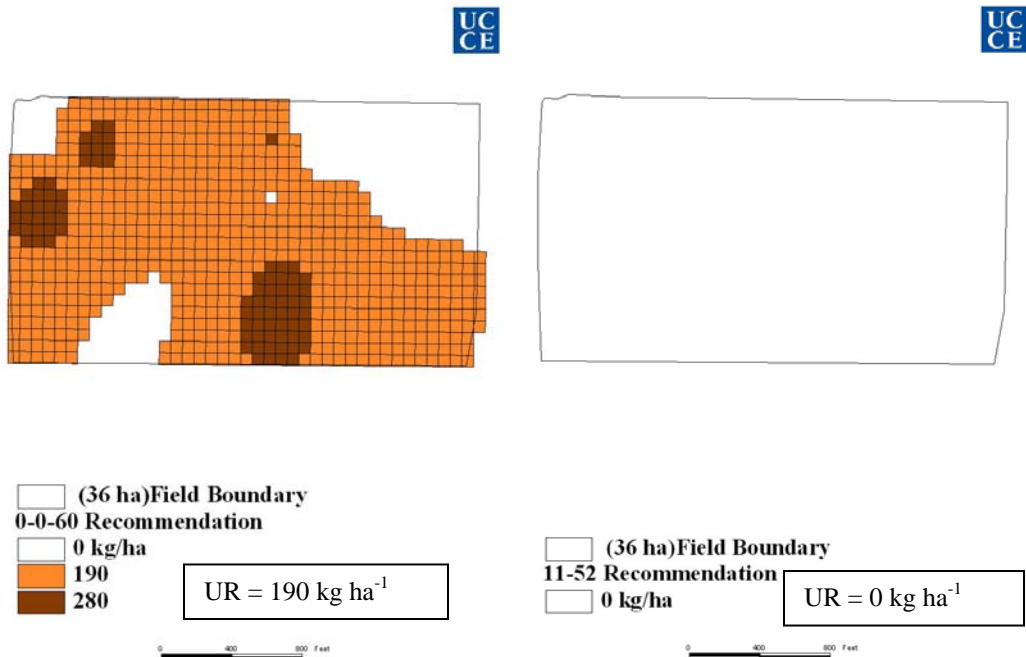 UC
CE
UC
CE
(36 ha)Field Boundary
0-0-60 Recommendation
0 kg/ha
190
280
UR = 190 kg ha-1
0 400 800 Feet
(36 ha)Field Boundary
11-52 Recommendation
0 kg/ha
UR = 0 kg ha-1
0 400 800 Feet